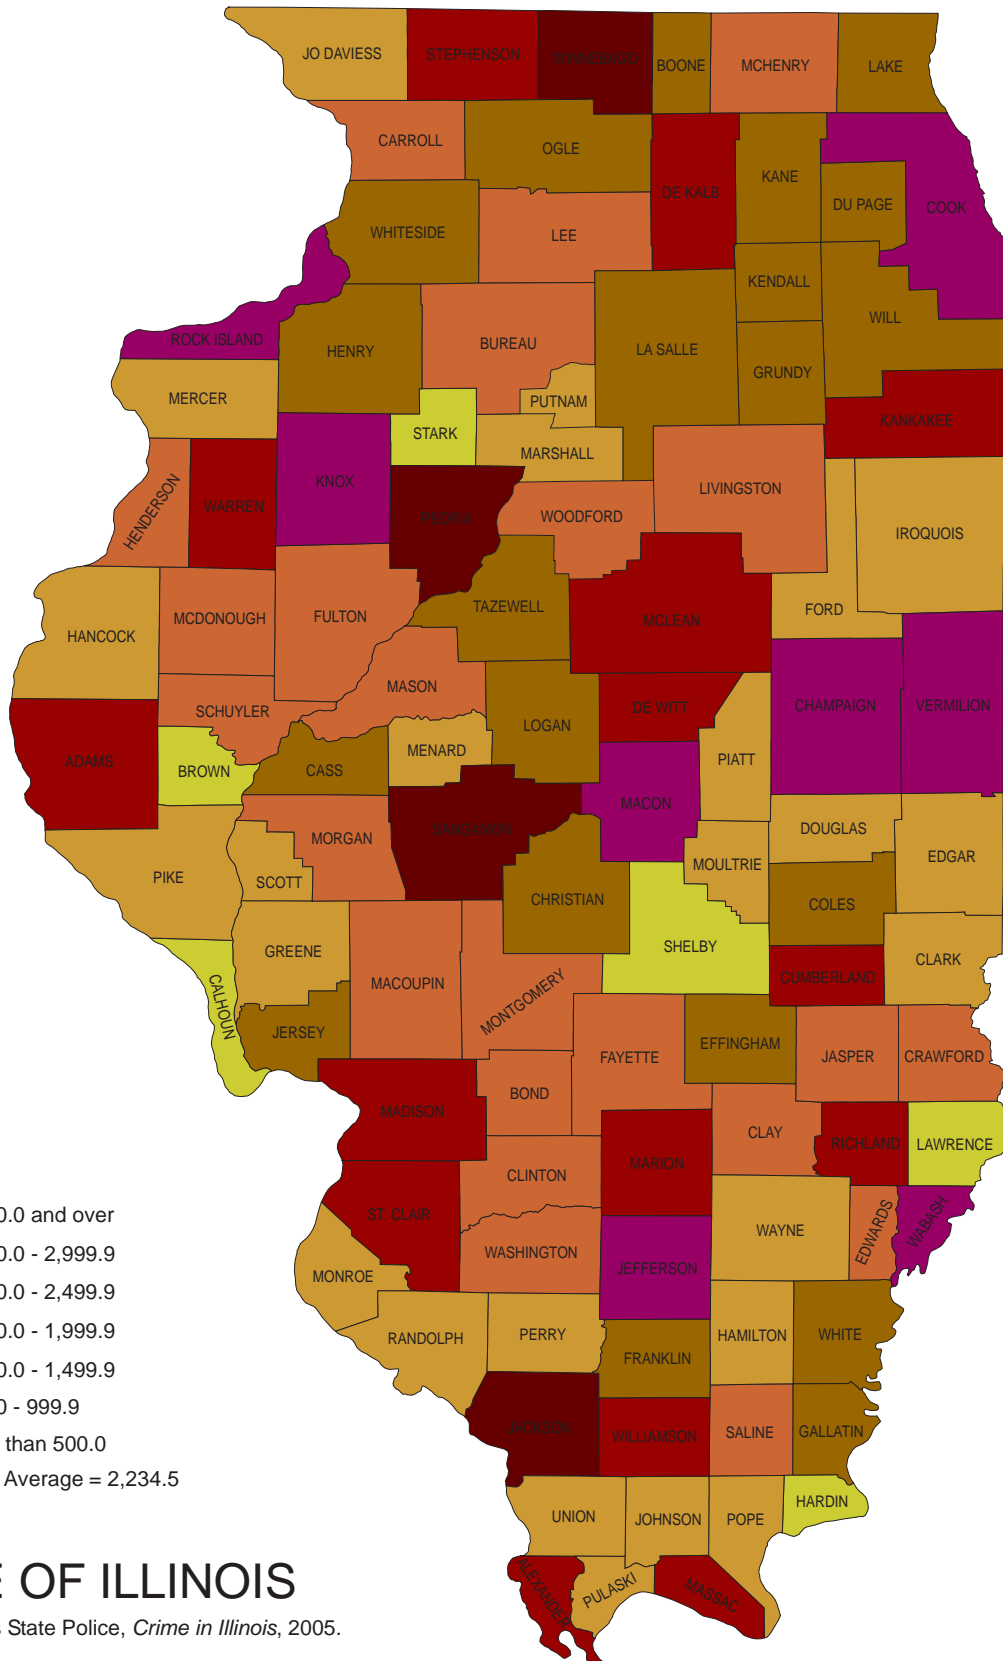 JO DAVIESS
STEPHENSON
WINNEBAGO
BOONE
MCHENRY
LAKE
CARROLL
OGLE
DE KALB
KANE
DU PAGE
COOK
WHITESIDE
LEE
KENDALL
WILL
ROCK ISLAND
HENRY
BUREAU
LA SALLE
GRUNDY
MERCER
PUTNAM
STARK
KANKAKEE
MARSHALL
HENDERSON
WARREN
KNOX
PEORIA
WOODFORD
LIVINGSTON
IROQUOIS
HANCOCK
MCDONOUGH
FULTON
TAZEWELL
MCLEAN
FORD
SCHUYLER
MASON
LOGAN
DE WITT
CHAMPAIGN
VERMILION
ADAMS
BROWN
CASS
MENARD
PIATT
MACON
MORGAN
SANGAMON
DOUGLAS
EDGAR
PIKE
SCOTT
CHRISTIAN
MOULTRIE
COLES
GREENE
SHELBY
CLARK
CALHOUN
MACOUPIN
MONTGOMERY
CUMBERLAND
JERSEY
FAYETTE
EFFINGHAM
JASPER
CRAWFORD
MADISON
BOND
CLAY
RICHLAND
LAWRENCE
CLINTON
MARION
ST. CLAIR
WAYNE
EDWARDS
WABASH
WASHINGTON
JEFFERSON
MONROE
RANDOLPH
PERRY
HAMILTON
WHITE
FRANKLIN
JACKSON
WILLIAMSON
SALINE
GALLATIN
UNION
JOHNSON
POPE
HARDIN
ALEXANDER
PULASKI
MASSAC
0.0 and over
0.0 - 2,999.9
0.0 - 2,499.9
0.0 - 1,999.9
0.0 - 1,499.9
0 - 999.9
than 500.0
Average = 2,234.5
E OF ILLINOIS
s State Police, Crime in Illinois, 2005.